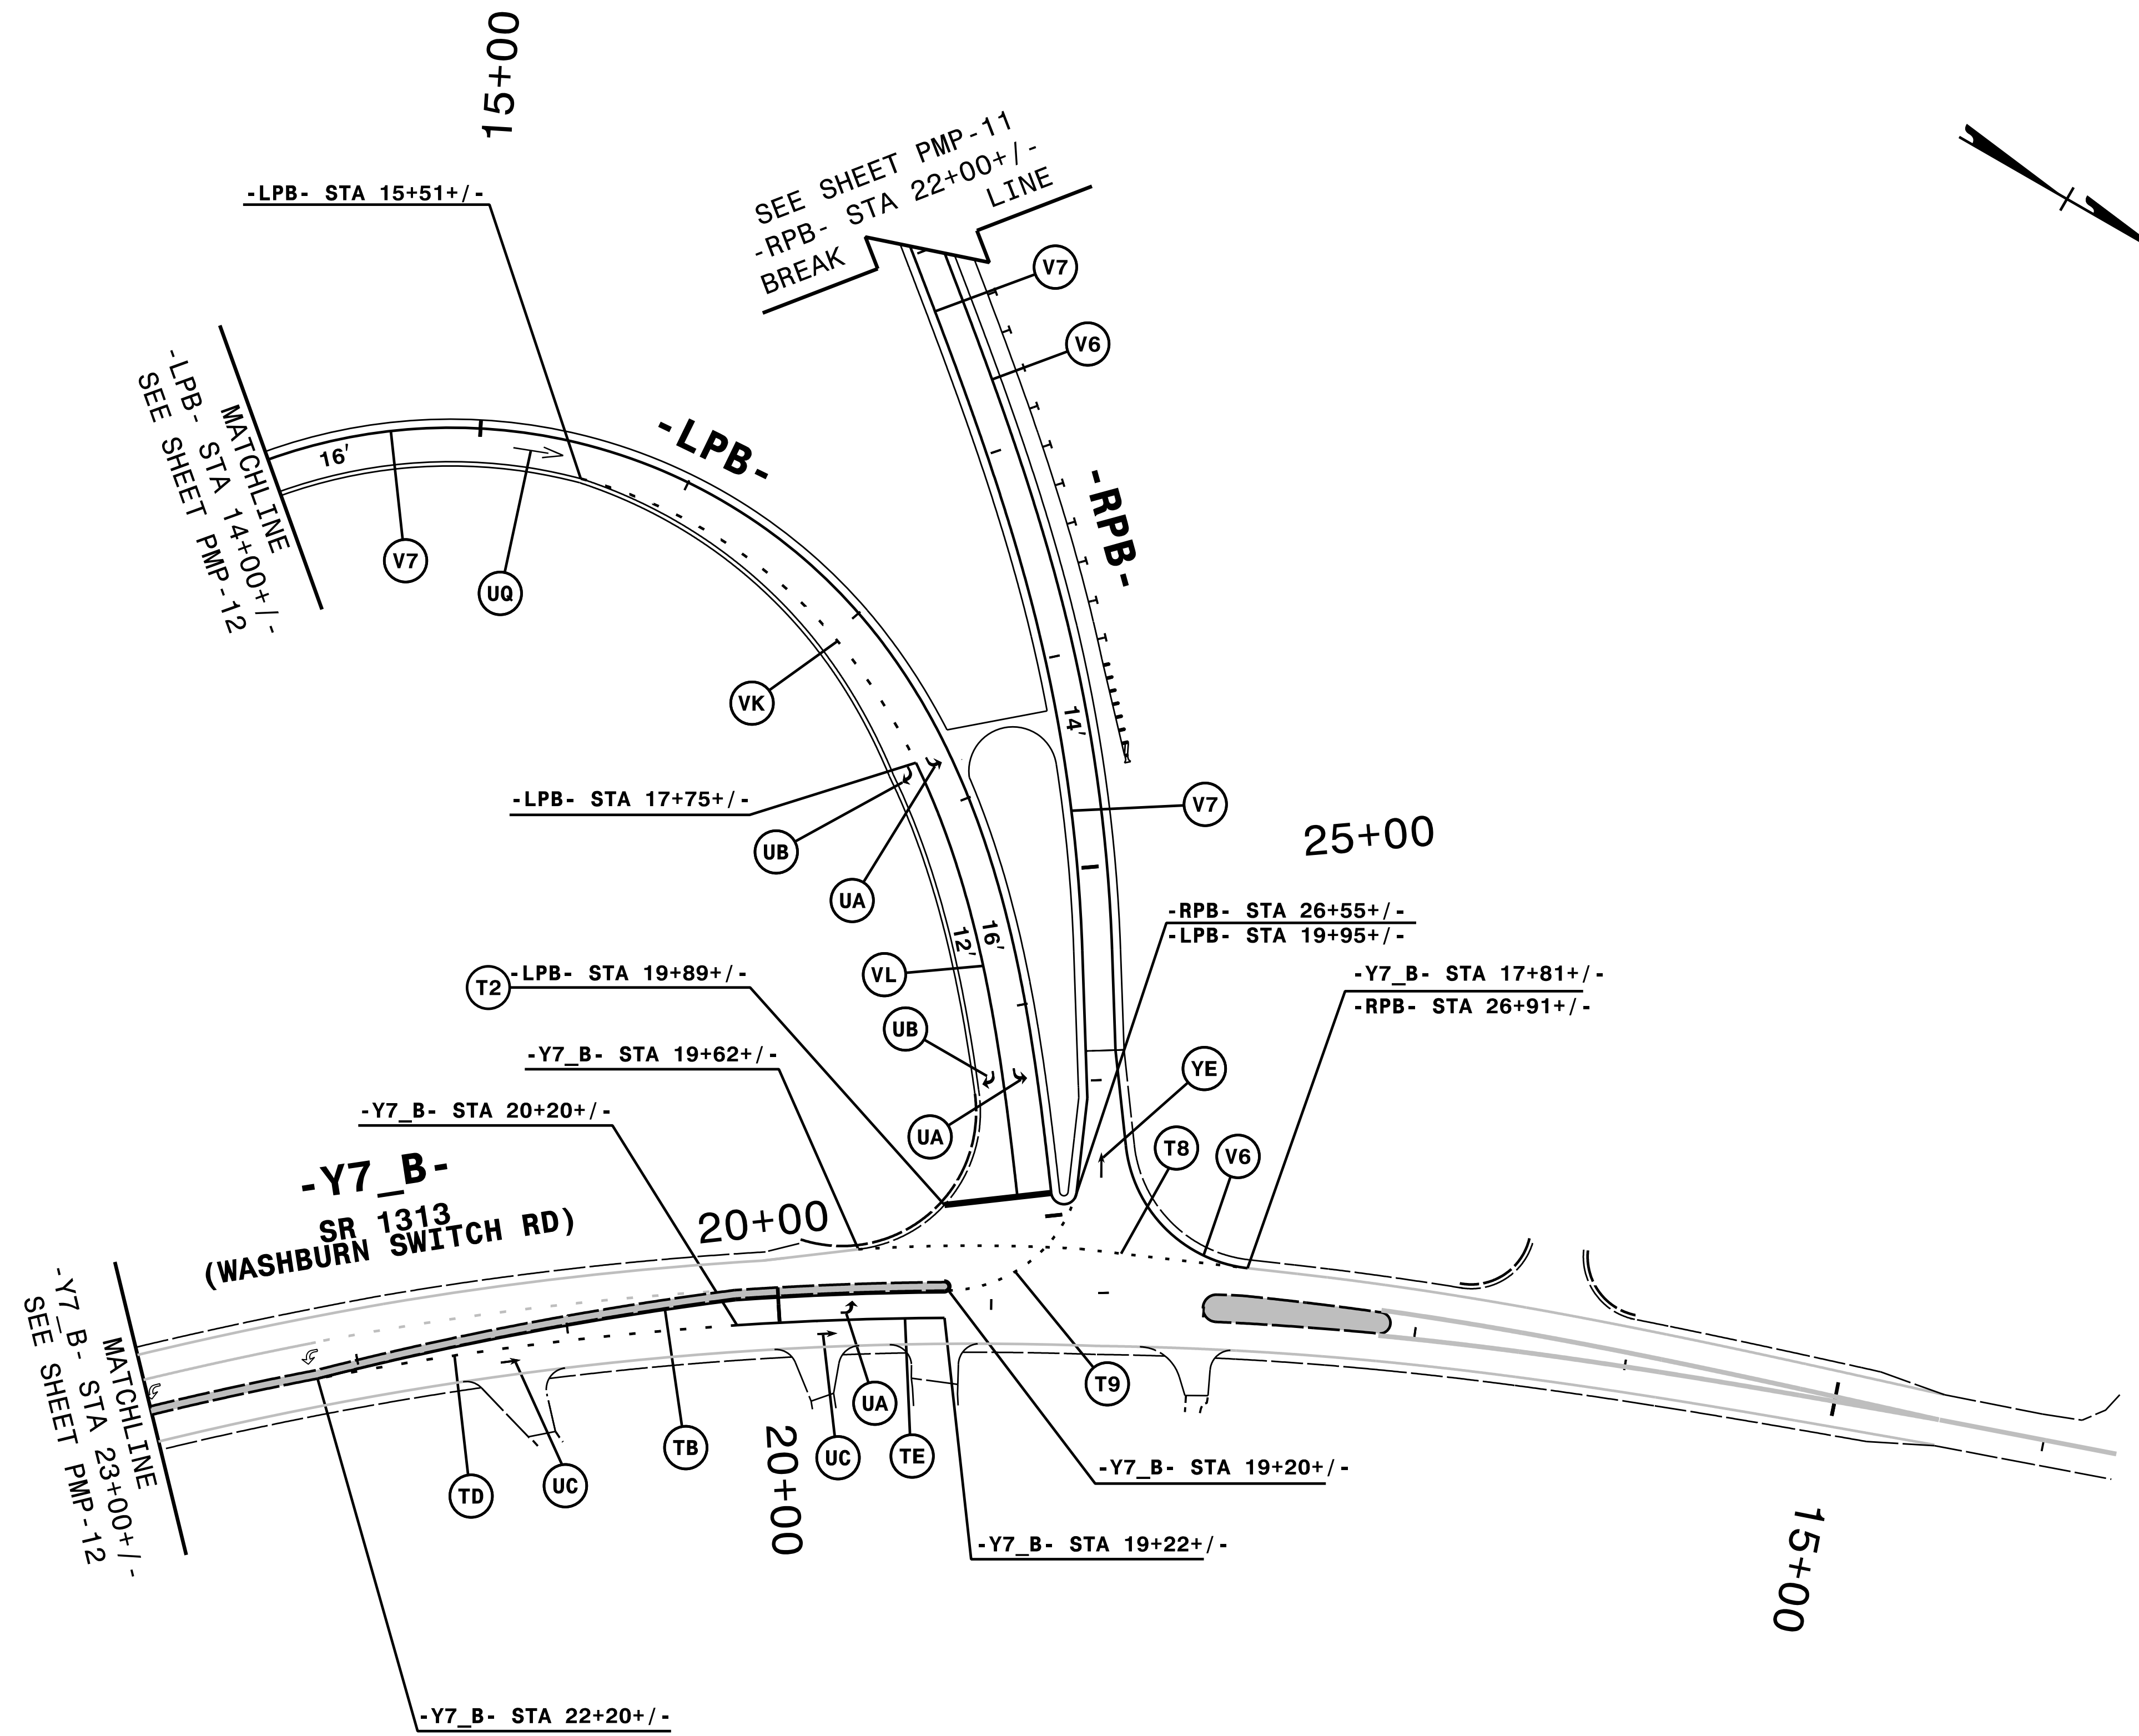 15+00
-LPB- STA 15+51+/-
SEE SHEET PMP-11
-RPB- STA 22+00+/-
BREAK LINE
V7
V6
MATCHLINE
-LPB- STA 14+00+/-
SEE SHEET PMP-12
16'
-LPB-
-RPB-
V7
UQ
VK
14'
-LPB- STA 17+75+/-
V7
UB
UA
25+00
-RPB- STA 26+55+/-
-LPB- STA 19+95+/-
12'
16'
VL
T2
-LPB- STA 19+89+/-
-Y7_B- STA 17+81+/-
-RPB- STA 26+91+/-
UB
-Y7_B- STA 19+62+/-
YE
-Y7_B- STA 20+20+/-
UA
T8
V6
-Y7_B-
SR 1313
(WASHBURN SWITCH RD)
20+00
MATCHLINE
-Y7_B- STA 23+00+/-
SEE SHEET PMP-12
T9
UA
TB
UC
TE
20+00
TD
UC
-Y7_B- STA 19+20+/-
-Y7_B- STA 19+22+/-
15+00
-Y7_B- STA 22+20+/-